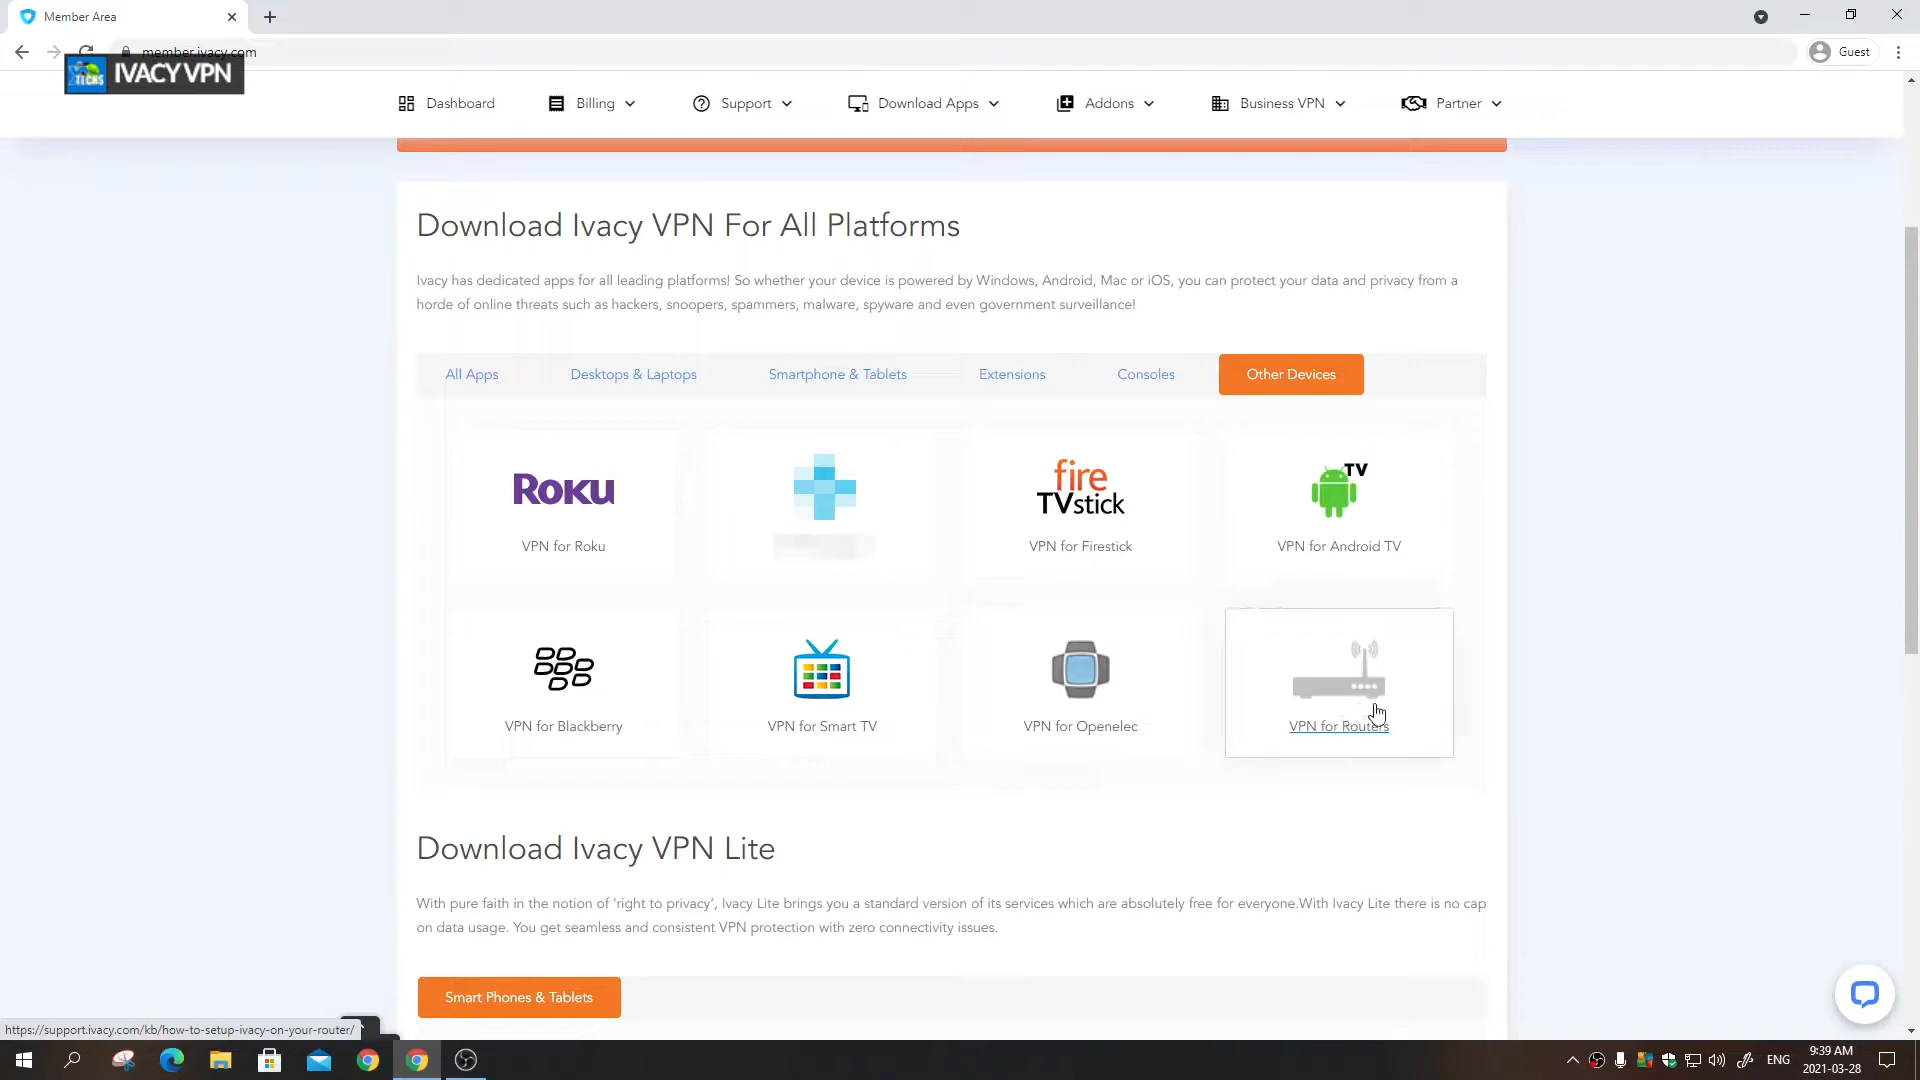 Member Area
member.ivacy.com
Guest
TECHS
IVACY VPN
Dashboard
Billing
Support
Download Apps
Addons
Business VPN
Partner
Download Ivacy VPN For All Platforms
Ivacy has dedicated apps for all leading platforms! So whether your device is powered by Windows, Android, Mac or iOS, you can protect your data and privacy from a
horde of online threats such as hackers, snoopers, spammers, malware, spyware and even government surveillance!
All Apps
Desktops & Laptops
Smartphone & Tablets
Extensions
Consoles
Other Devices
ROKU
fire
TVstick
TV
VPN for Roku
VPN for Firestick
VPN for Android TV
VPN for Blackberry
VPN for Smart TV
VPN for Openelec
VPN for Routers
Download Ivacy VPN Lite
With pure faith in the notion of 'right to privacy', Ivacy Lite brings you a standard version of its services which are absolutely free for everyone.With Ivacy Lite there is no cap
on data usage. You get seamless and consistent VPN protection with zero connectivity issues.
Smart Phones & Tablets
https://support.ivacy.com/kb/how-to-setup-ivacy-on-your-router/
ENG
9:39 AM
2021-03-28